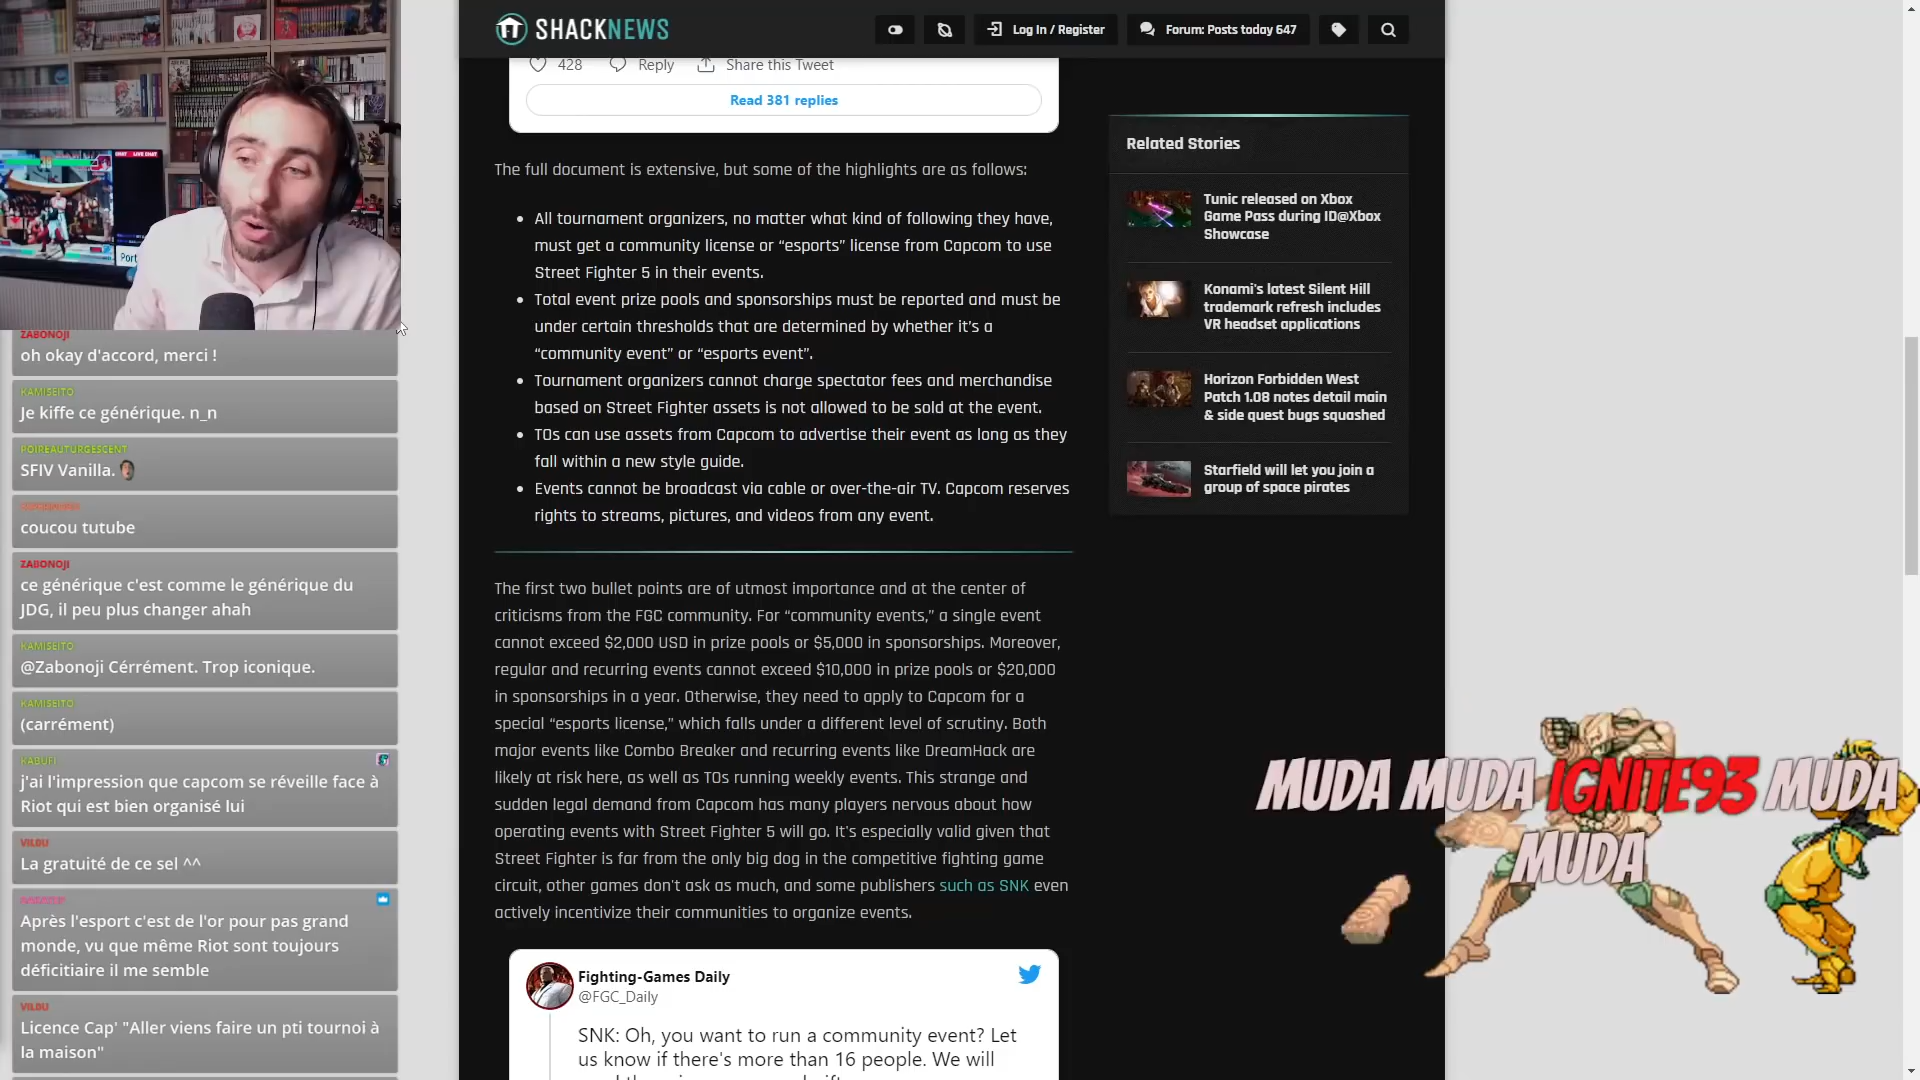 SHACKNEWS
Log In / Register
Forum: Posts today 647
428 Reply Share this Tweet
Read 381 replies
The full document is extensive, but some of the highlights are as follows:
• All tournament organizers, no matter what kind of following they have,
must get a community license or “esports” license from Capcom to use
Street Fighter 5 in their events.
• Total event prize pools and sponsorships must be reported and must be
under certain thresholds that are determined by whether it’s a
“community event” or “esports event”.
• Tournament organizers cannot charge spectator fees and merchandise
based on Street Fighter assets is not allowed to be sold at the event.
• TOs can use assets from Capcom to advertise their event as long as they
fall within a new style guide.
• Events cannot be broadcast via cable or over-the-air TV. Capcom reserves
rights to streams, pictures, and videos from any event.
The first two bullet points are of utmost importance and at the center of
criticisms from the FGC community. For “community events,” a single event
cannot exceed $2,000 USD in prize pools or $5,000 in sponsorships. Moreover,
regular and recurring events cannot exceed $10,000 in prize pools or $20,000
in sponsorships in a year. Otherwise, they need to apply to Capcom for a
special “esports license,” which falls under a different level of scrutiny. Both
major events like Combo Breaker and recurring events like DreamHack are
likely at risk here, as well as TOs running weekly events. This strange and
sudden legal demand from Capcom has many players nervous about how
operating events with Street Fighter 5 will go. It’s especially valid given that
Street Fighter is far from the only big dog in the competitive fighting game
circuit, other games don’t ask as much, and some publishers such as SNK even
actively incentivize their communities to organize events.
Fighting-Games Daily
@FGC_Daily
SNK: Oh, you want to run a community event? Let
us know if there's more than 16 people. We will
Related Stories
Tunic released on Xbox
Game Pass during ID@Xbox
Showcase
Konami's latest Silent Hill
trademark refresh includes
VR headset applications
Horizon Forbidden West
Patch 1.08 notes detail main
& side quest bugs squashed
Starfield will let you join a
group of space pirates
CHAT LIVE CHAT
Port
ZABONOJI
oh okay d'accord, merci !
KAMISEITO
Je kiffe ce générique. n_n
POIREAUTURGESCENT
SFIV Vanilla.
coucou tutube
ZABONOJI
ce générique c'est comme le générique du
JDG, il peu plus changer ahah
KAMISEITO
@Zabonoji Cérrément. Trop iconique.
KAMISEITO
(carrément)
KABUFI
j'ai l'impression que capcom se réveille face à
Riot qui est bien organisé lui
VILOU
La gratuité de ce sel ^^
Après l'esport c'est de l'or pour pas grand
monde, vu que même Riot sont toujours
déficitiaire il me semble
VILOU
Licence Cap' "Aller viens faire un pti tournoi à
la maison"
MUDA MUDA IGNITE93 MUDA
MUDA